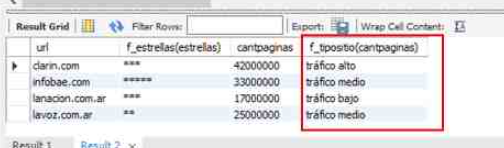 Result Grid Filter Rows: Export: Wrap Cell Content:
url f_estrellas(estrellas) cantpaginas f_tipositio(cantpaginas)
clarin.com *** 42000000 tráfico alto
infobae.com ***** 33000000 tráfico medio
lanacion.com.ar *** 17000000 tráfico bajo
lavoz.com.ar ** 25000000 tráfico medio
Result 1 Result 2 ×